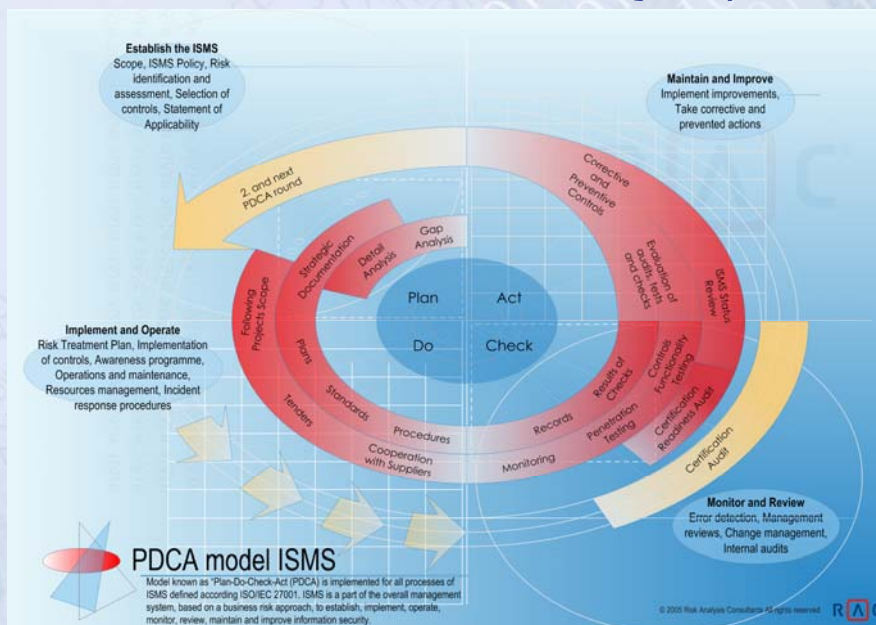 Establish the ISMS
Scope, ISMS Policy, Risk
identification and
assessment, Selection of
controls, Statement of
Applicability
Maintain and Improve
Implement improvements,
Take corrective and
prevented actions
2. and next
PDCA round
Corrective
and
Preventive
Controls
Strategic
Documentation
Detail
Analysis
Gap
Analysis
Evaluation of
audits, tests
and checks
ISMS Status
Review
Following
Projects Scope
Plan
Act
Do
Check
Implement and Operate
Risk Treatment Plan, Implementation
of controls, Awareness programme,
Operations and maintenance,
Resources management, Incident
response procedures
Plans
Standards
Procedures
Tenders
Cooperation
with Suppliers
Records
Results of
Checks
Monitoring
Penetration
Testing
Controls
Functionality
Testing
Certification
Readiness Audit
Certification
Audit
Monitor and Review
Error detection, Management
reviews, Change management,
Internal audits
PDCA model ISMS
Model known as "Plan-Do-Check-Act (PDCA) is implemented for all processes of
ISMS defined according ISO/IEC 27001. ISMS is a part of the overall management
system, based on a business risk approach, to establish, implement, operate,
monitor, review, maintain and improve information security.
© 2005 Risk Analysis Consultants All rights reserved
R A C